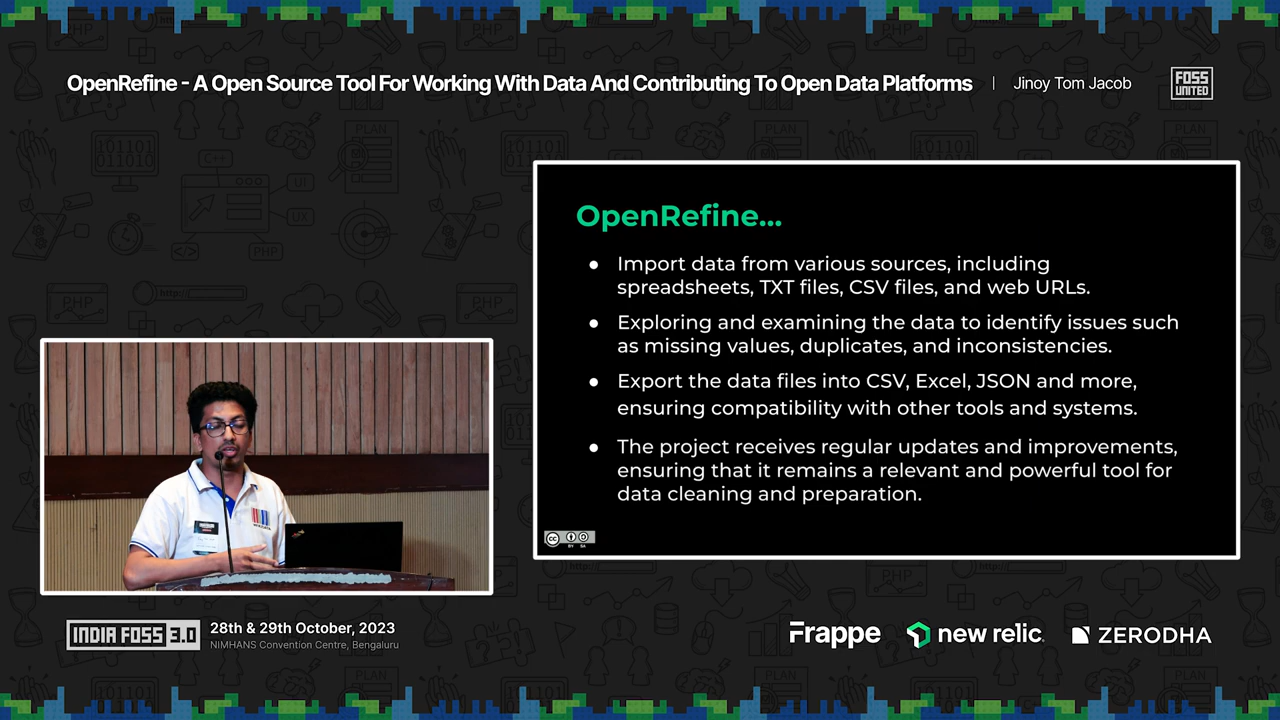 OpenRefine - A Open Source Tool For Working With Data And Contributing To Open Data Platforms | Jinoy Tom Jacob
FOSS
UNITED
OpenRefine...
● Import data from various sources, including
spreadsheets, TXT files, CSV files, and web URLs.
● Exploring and examining the data to identify issues such
as missing values, duplicates, and inconsistencies.
● Export the data files into CSV, Excel, JSON and more,
ensuring compatibility with other tools and systems.
● The project receives regular updates and improvements,
ensuring that it remains a relevant and powerful tool for
data cleaning and preparation.
CC BY SA
WIKIDATA
INDIA FOSS 3.0
28th & 29th October, 2023
NIMHANS Convention Centre, Bengaluru
Frappe
new relic
ZERODHA